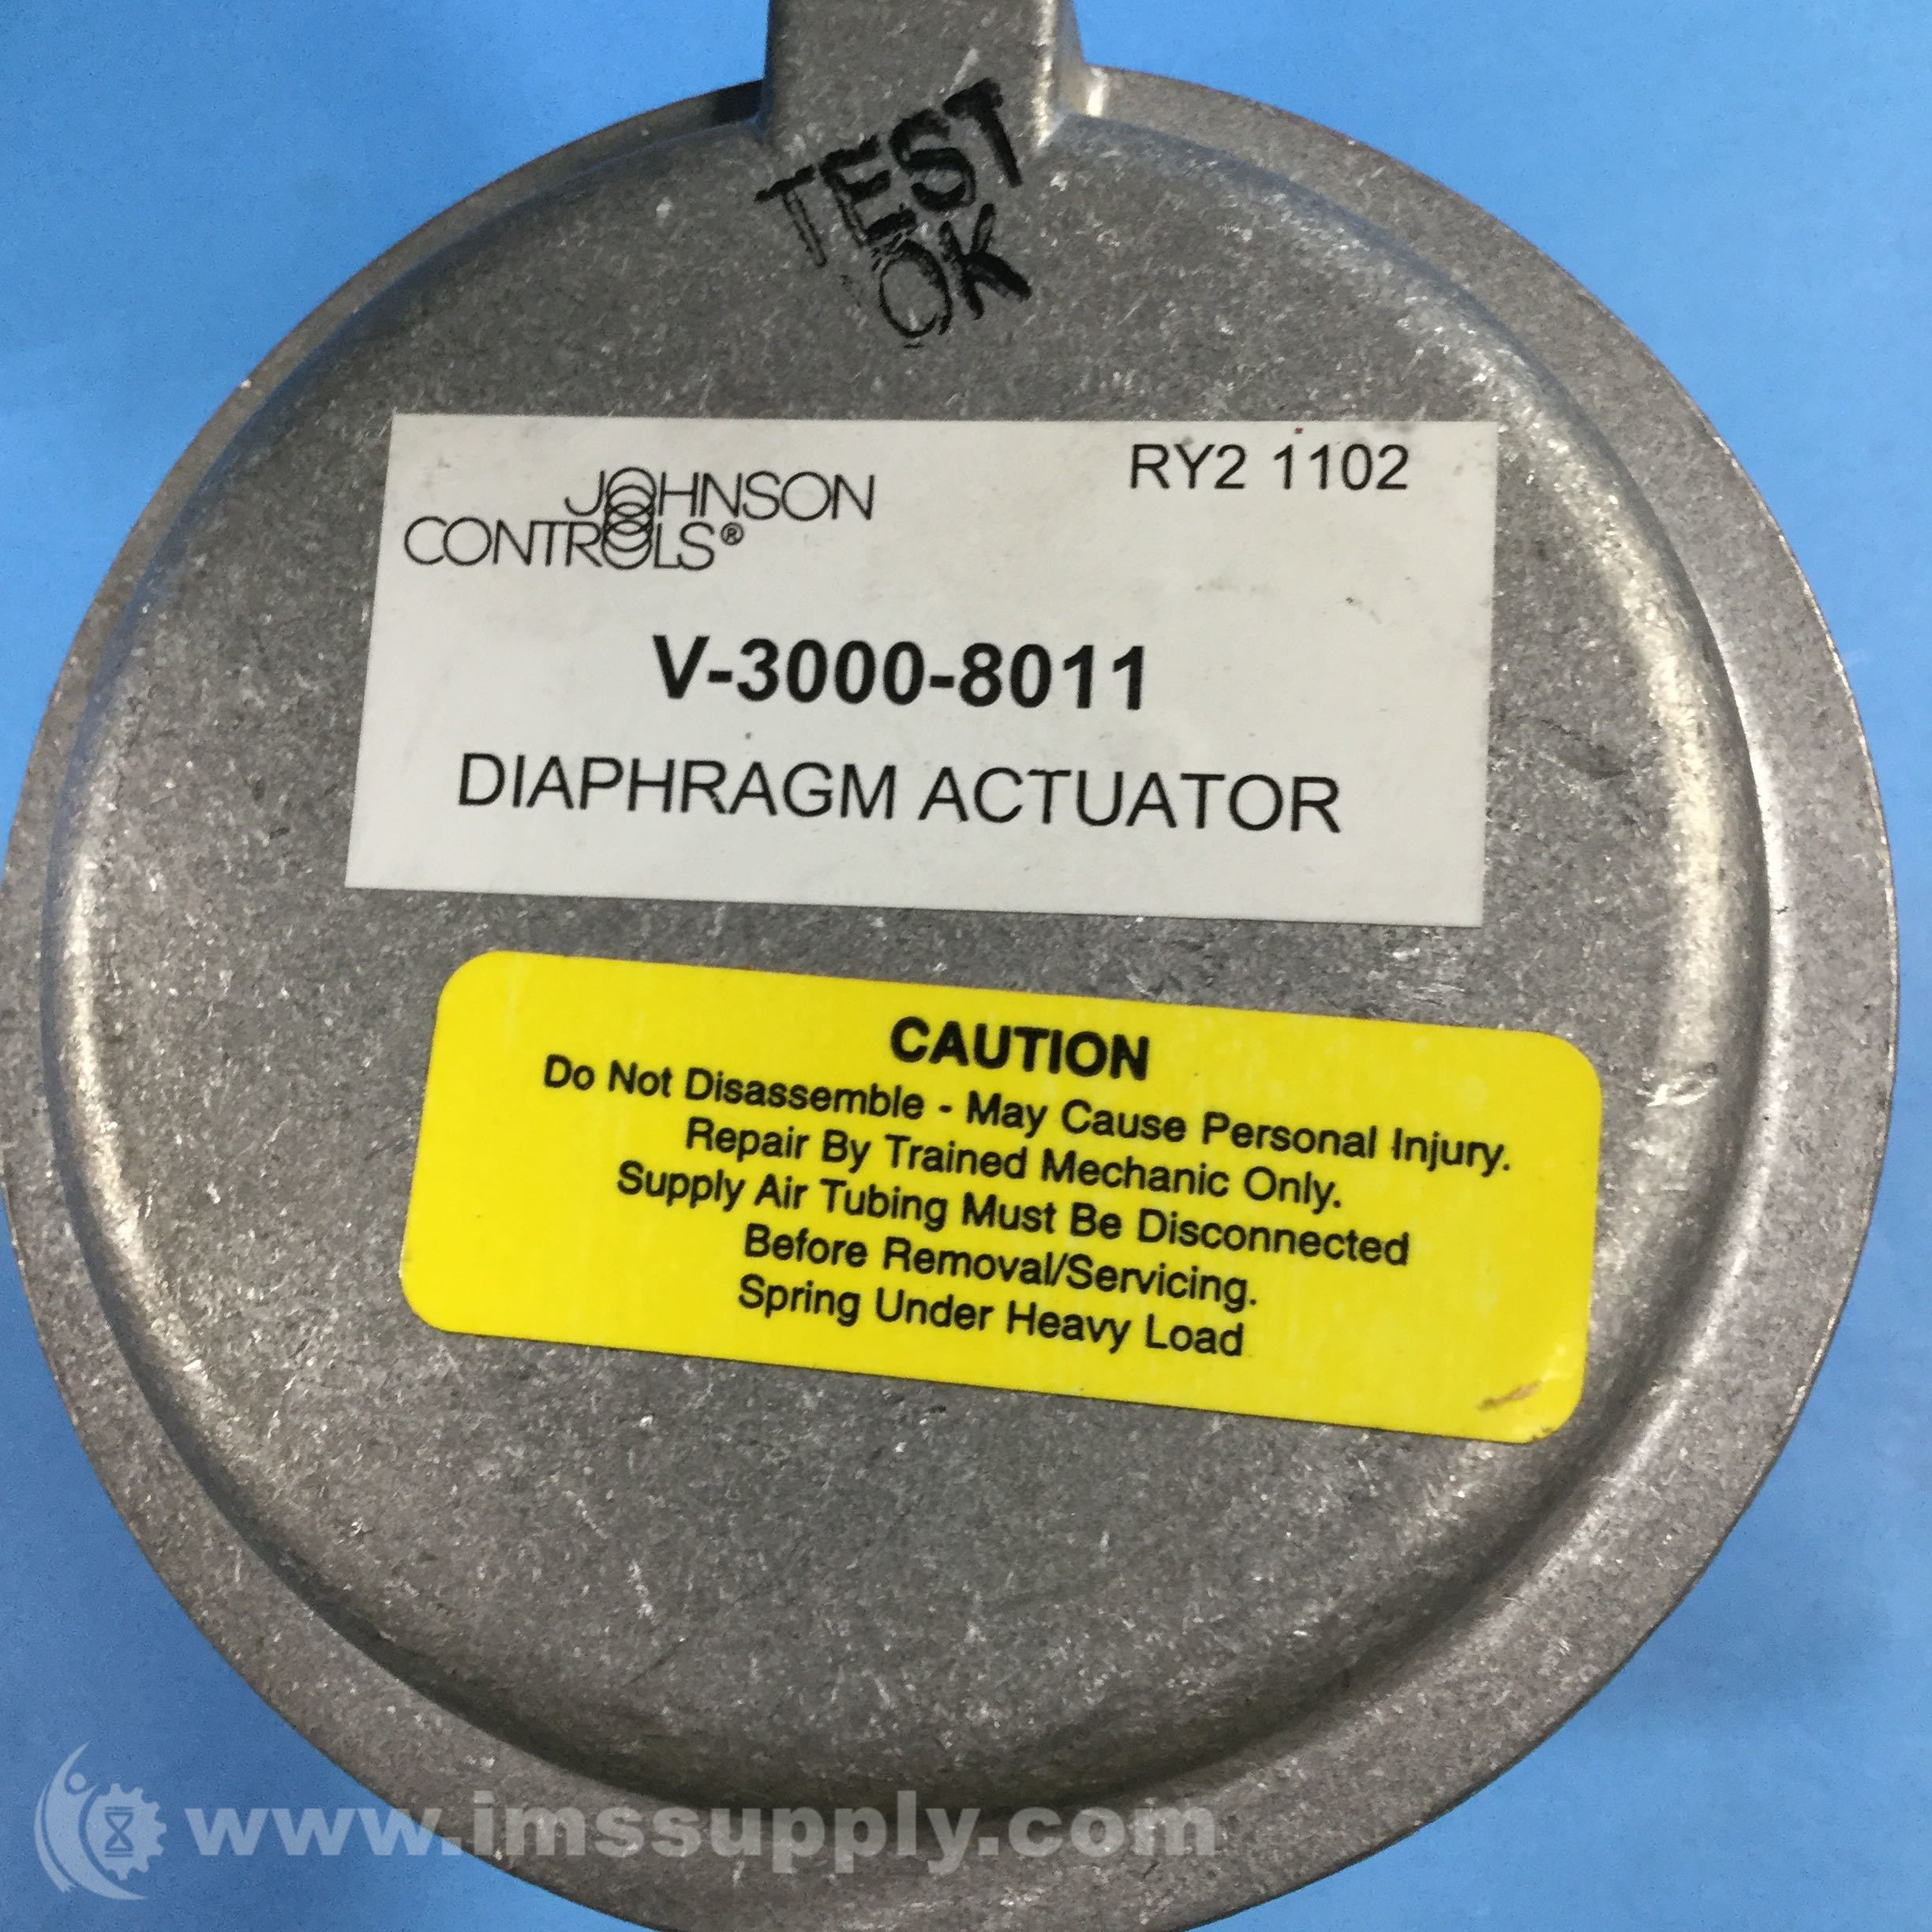 TEST
OK
JOHNSON
CONTROLS®
RY2 1102
V-3000-8011
DIAPHRAGM ACTUATOR
CAUTION
Do Not Disassemble - May Cause Personal Injury.
Repair By Trained Mechanic Only.
Supply Air Tubing Must Be Disconnected
Before Removal/Servicing.
Spring Under Heavy Load
www.imssupply.com